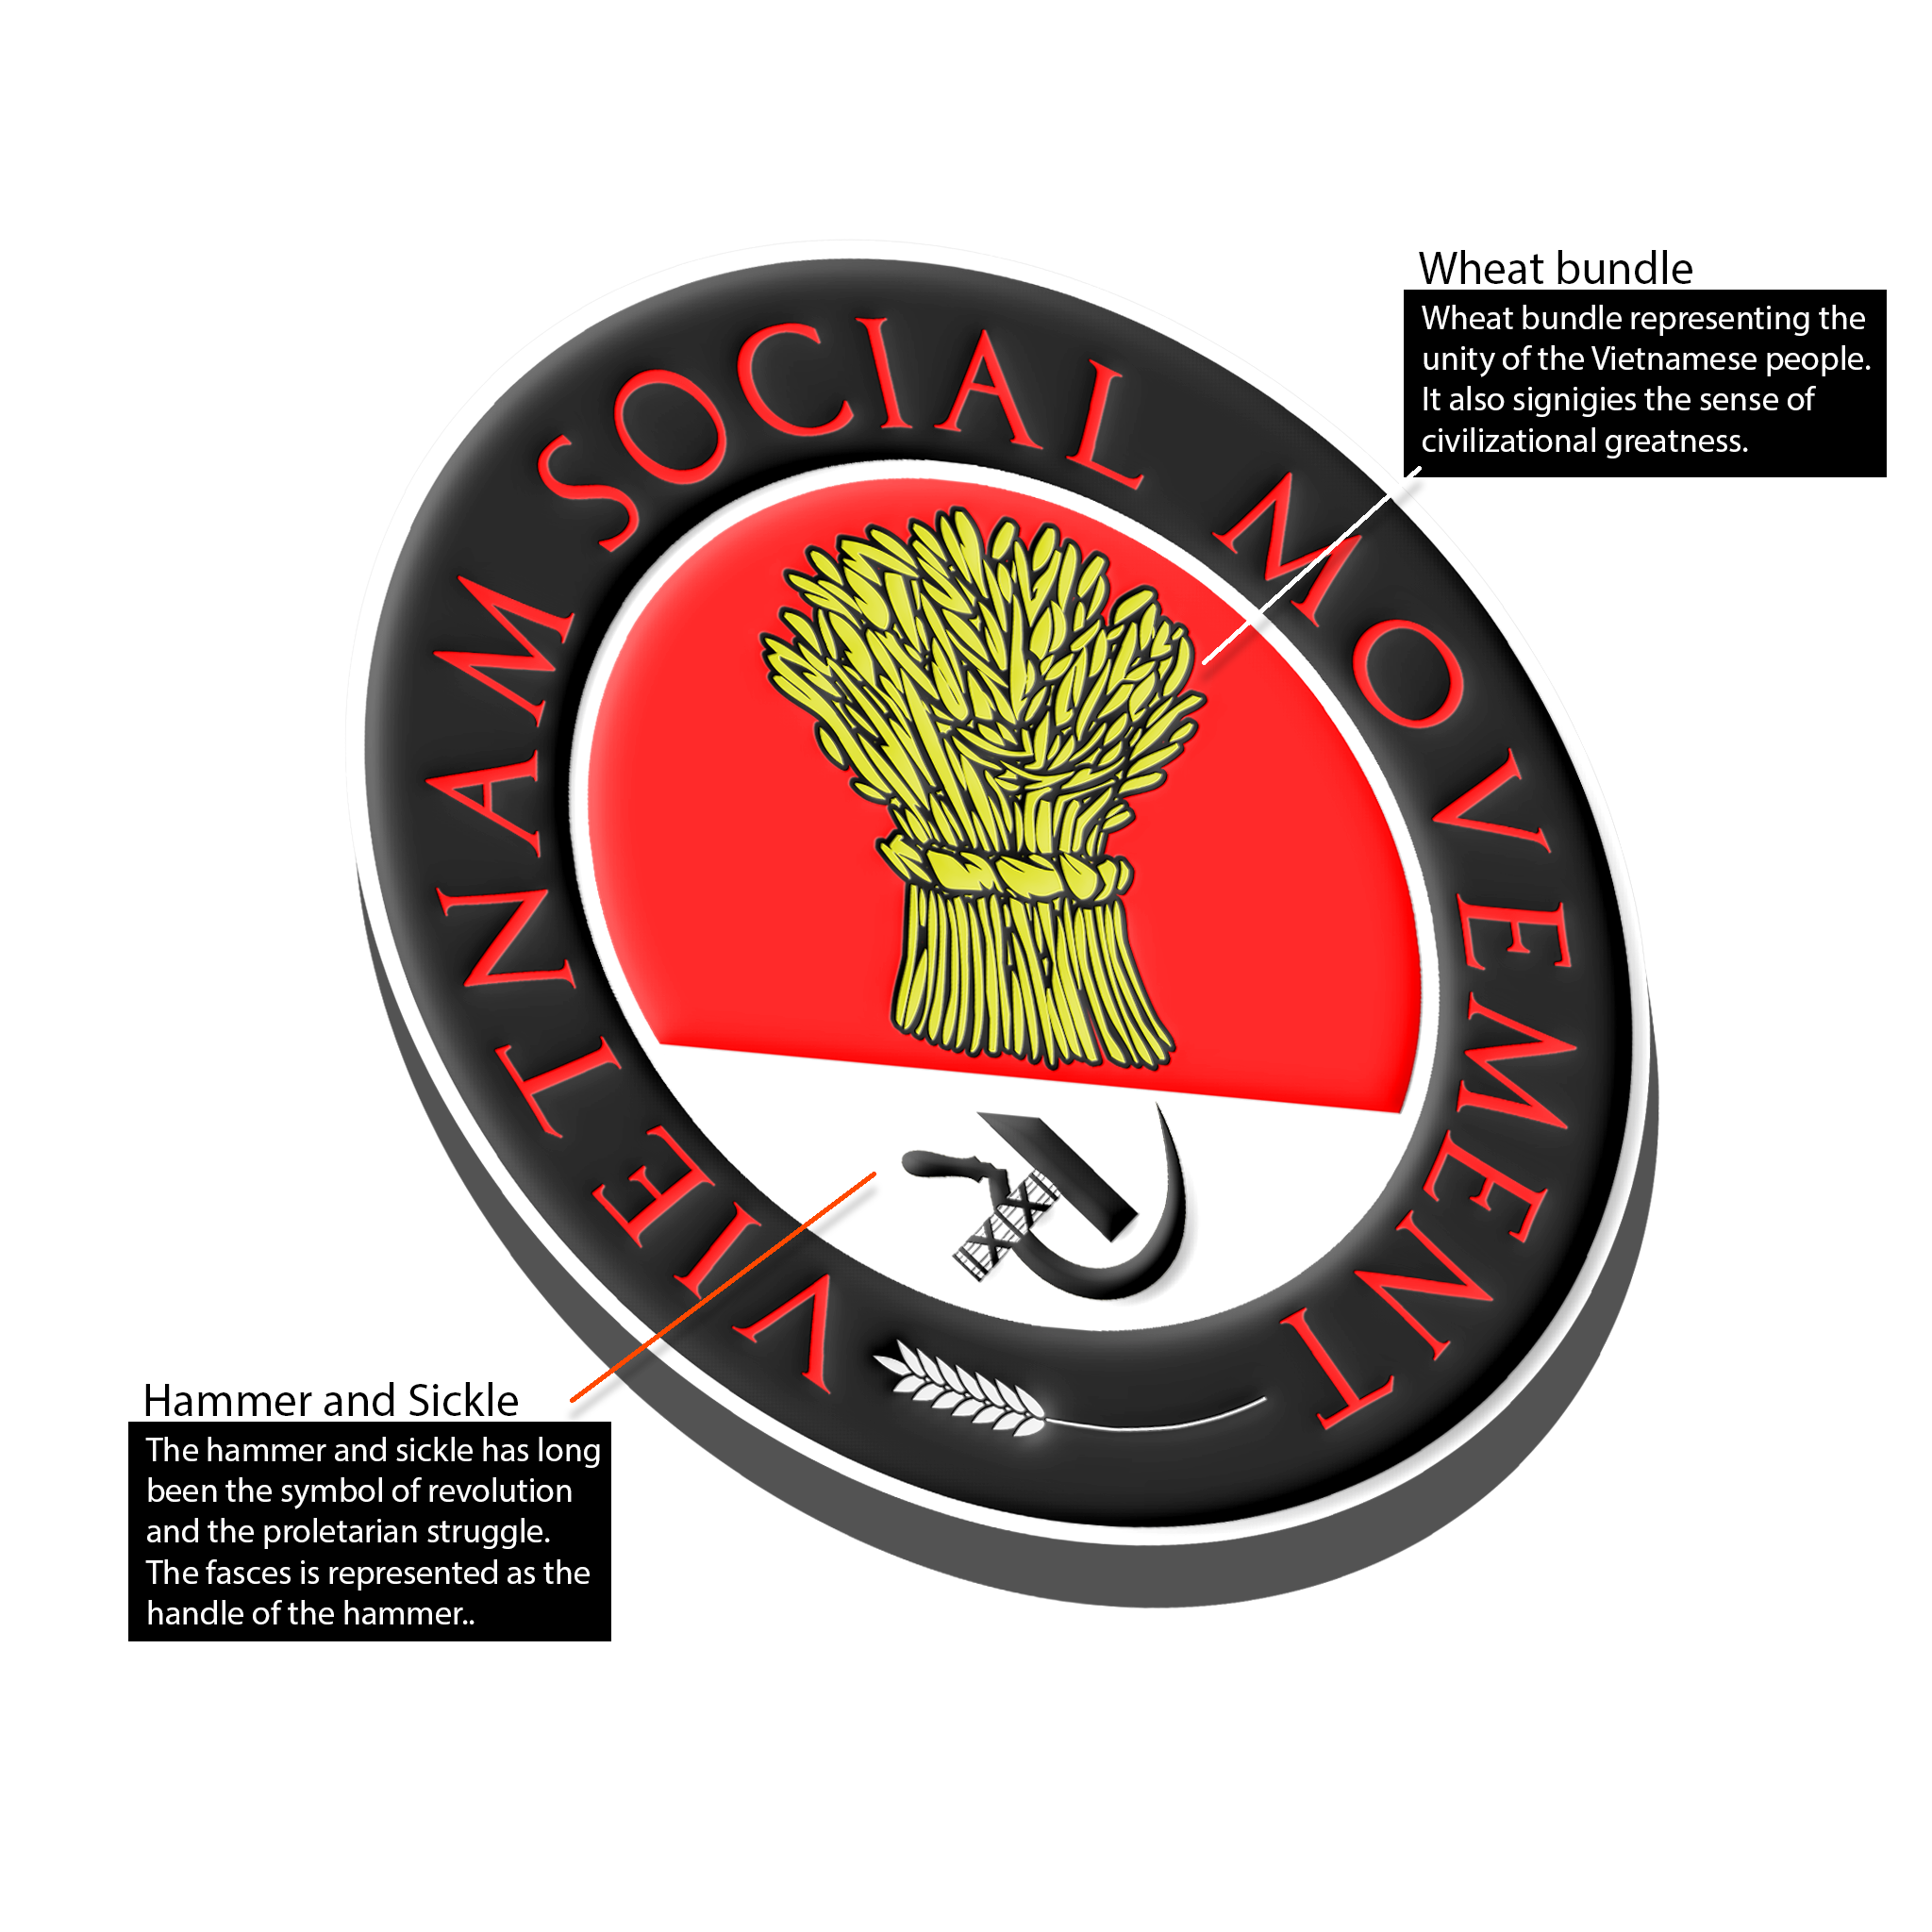 VIETNAM SOCIAL MOVEMENT
Wheat bundle
Wheat bundle representing the
unity of the Vietnamese people.
It also signigies the sense of
civilizational greatness.
Hammer and Sickle
The hammer and sickle has long
been the symbol of revolution
and the proletarian struggle.
The fasces is represented as the
handle of the hammer..